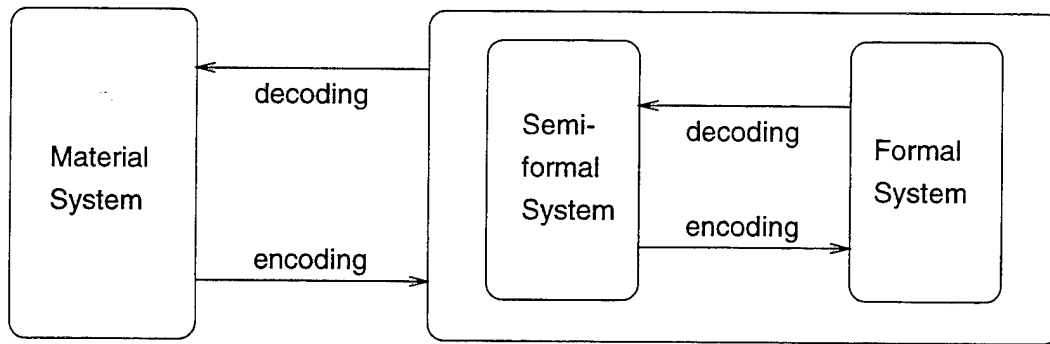 Material
System
decoding
encoding
Semi-
formal
System
decoding
encoding
Formal
System